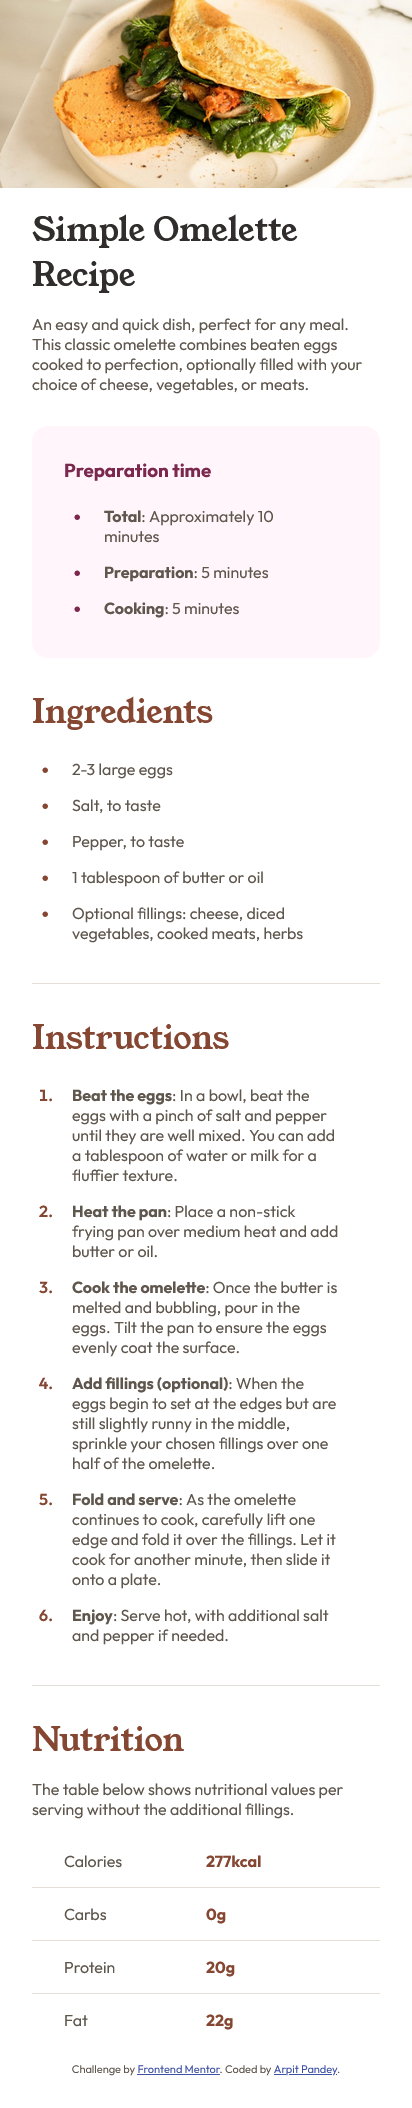 Simple Omelette
Recipe
An easy and quick dish, perfect for any meal.
This classic omelette combines beaten eggs
cooked to perfection, optionally filled with your
choice of cheese, vegetables, or meats.
Preparation time
• Total: Approximately 10
minutes
• Preparation: 5 minutes
• Cooking: 5 minutes
Ingredients
• 2-3 large eggs
• Salt, to taste
• Pepper, to taste
• 1 tablespoon of butter or oil
• Optional fillings: cheese, diced
vegetables, cooked meats, herbs
Instructions
1. Beat the eggs: In a bowl, beat the
eggs with a pinch of salt and pepper
until they are well mixed. You can add
a tablespoon of water or milk for a
fluffier texture.
2. Heat the pan: Place a non-stick
frying pan over medium heat and add
butter or oil.
3. Cook the omelette: Once the butter is
melted and bubbling, pour in the
eggs. Tilt the pan to ensure the eggs
evenly coat the surface.
4. Add fillings (optional): When the
eggs begin to set at the edges but are
still slightly runny in the middle,
sprinkle your chosen fillings over one
half of the omelette.
5. Fold and serve: As the omelette
continues to cook, carefully lift one
edge and fold it over the fillings. Let it
cook for another minute, then slide it
onto a plate.
6. Enjoy: Serve hot, with additional salt
and pepper if needed.
Nutrition
The table below shows nutritional values per
serving without the additional fillings.
Calories 277kcal
Carbs 0g
Protein 20g
Fat 22g
Challenge by Frontend Mentor. Coded by Arpit Pandey.